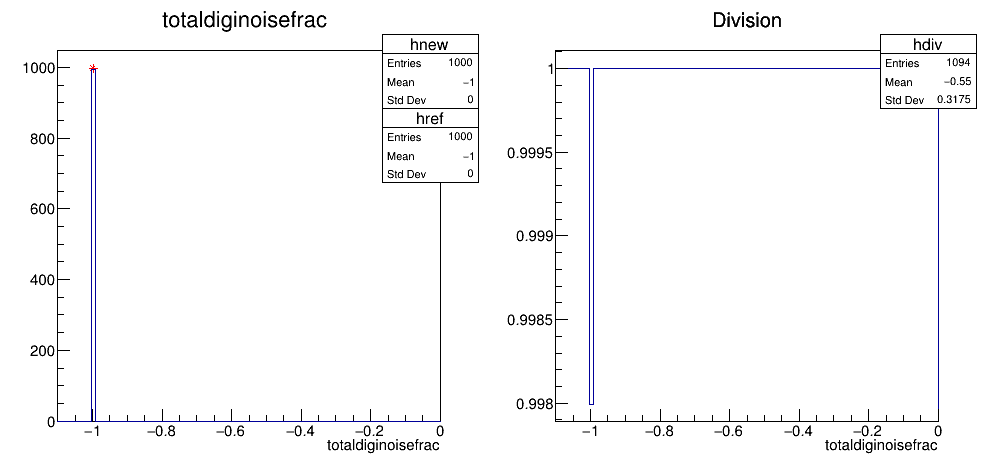 totaldiginoisefrac
hnew
Entries 1000
Mean −1
Std Dev 0
href
Entries 1000
Mean −1
Std Dev 0
1000
800
600
400
200
0
−1 −0.8 −0.6 −0.4 −0.2 0
totaldiginoisefrac
Division
hdiv
Entries 1094
Mean −0.55
Std Dev 0.3175
1
0.9995
0.999
0.9985
0.998
−1 −0.8 −0.6 −0.4 −0.2 0
totaldiginoisefrac